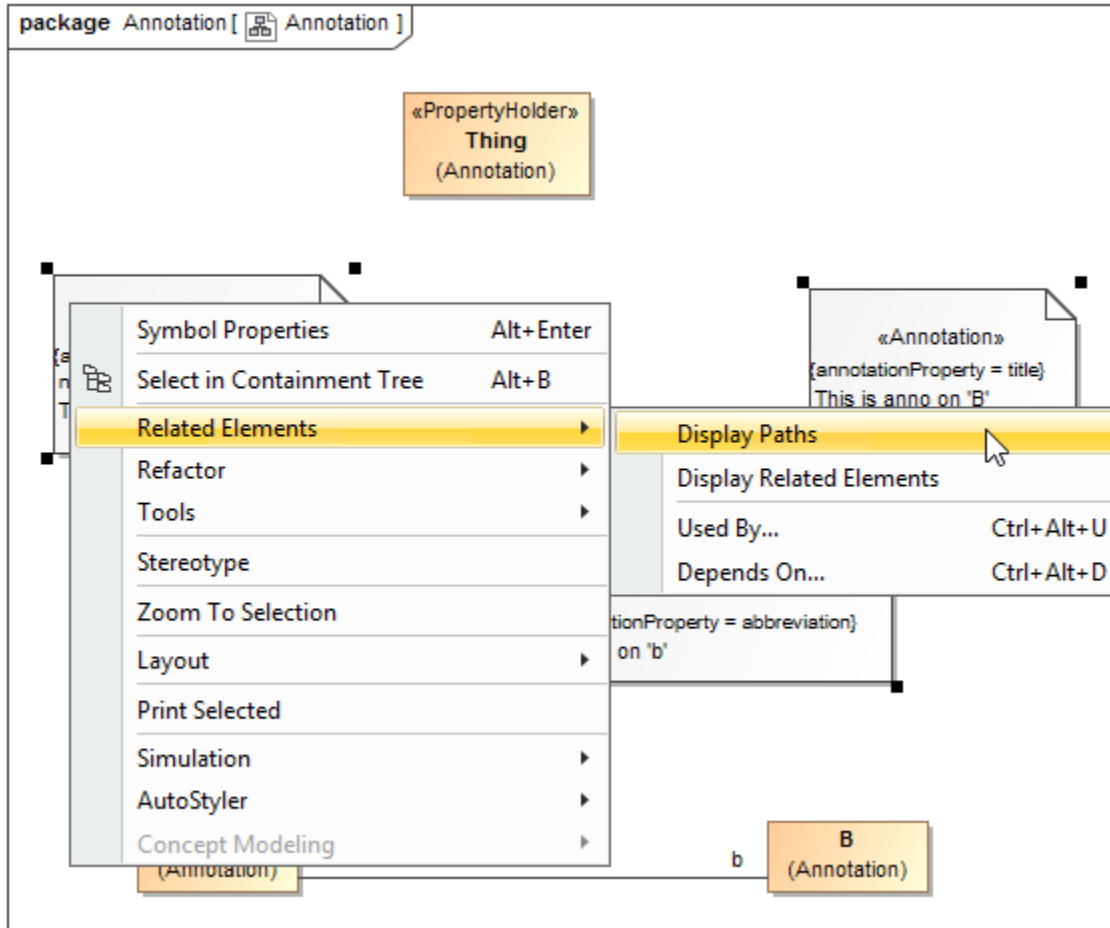 package Annotation [ Annotation ]
«PropertyHolder»
Thing
(Annotation)
«Annotation»
{annotationProperty = title}
This is anno on 'B'
Symbol Properties Alt+Enter
Select in Containment Tree Alt+B
Related Elements
Refactor
Tools
Stereotype
Zoom To Selection
Layout
Print Selected
Simulation
AutoStyler
Concept Modeling
Display Paths
Display Related Elements
Used By... Ctrl+Alt+U
Depends On... Ctrl+Alt+D
tionProperty = abbreviation}
on 'b'
(Annotation)
b
B
(Annotation)